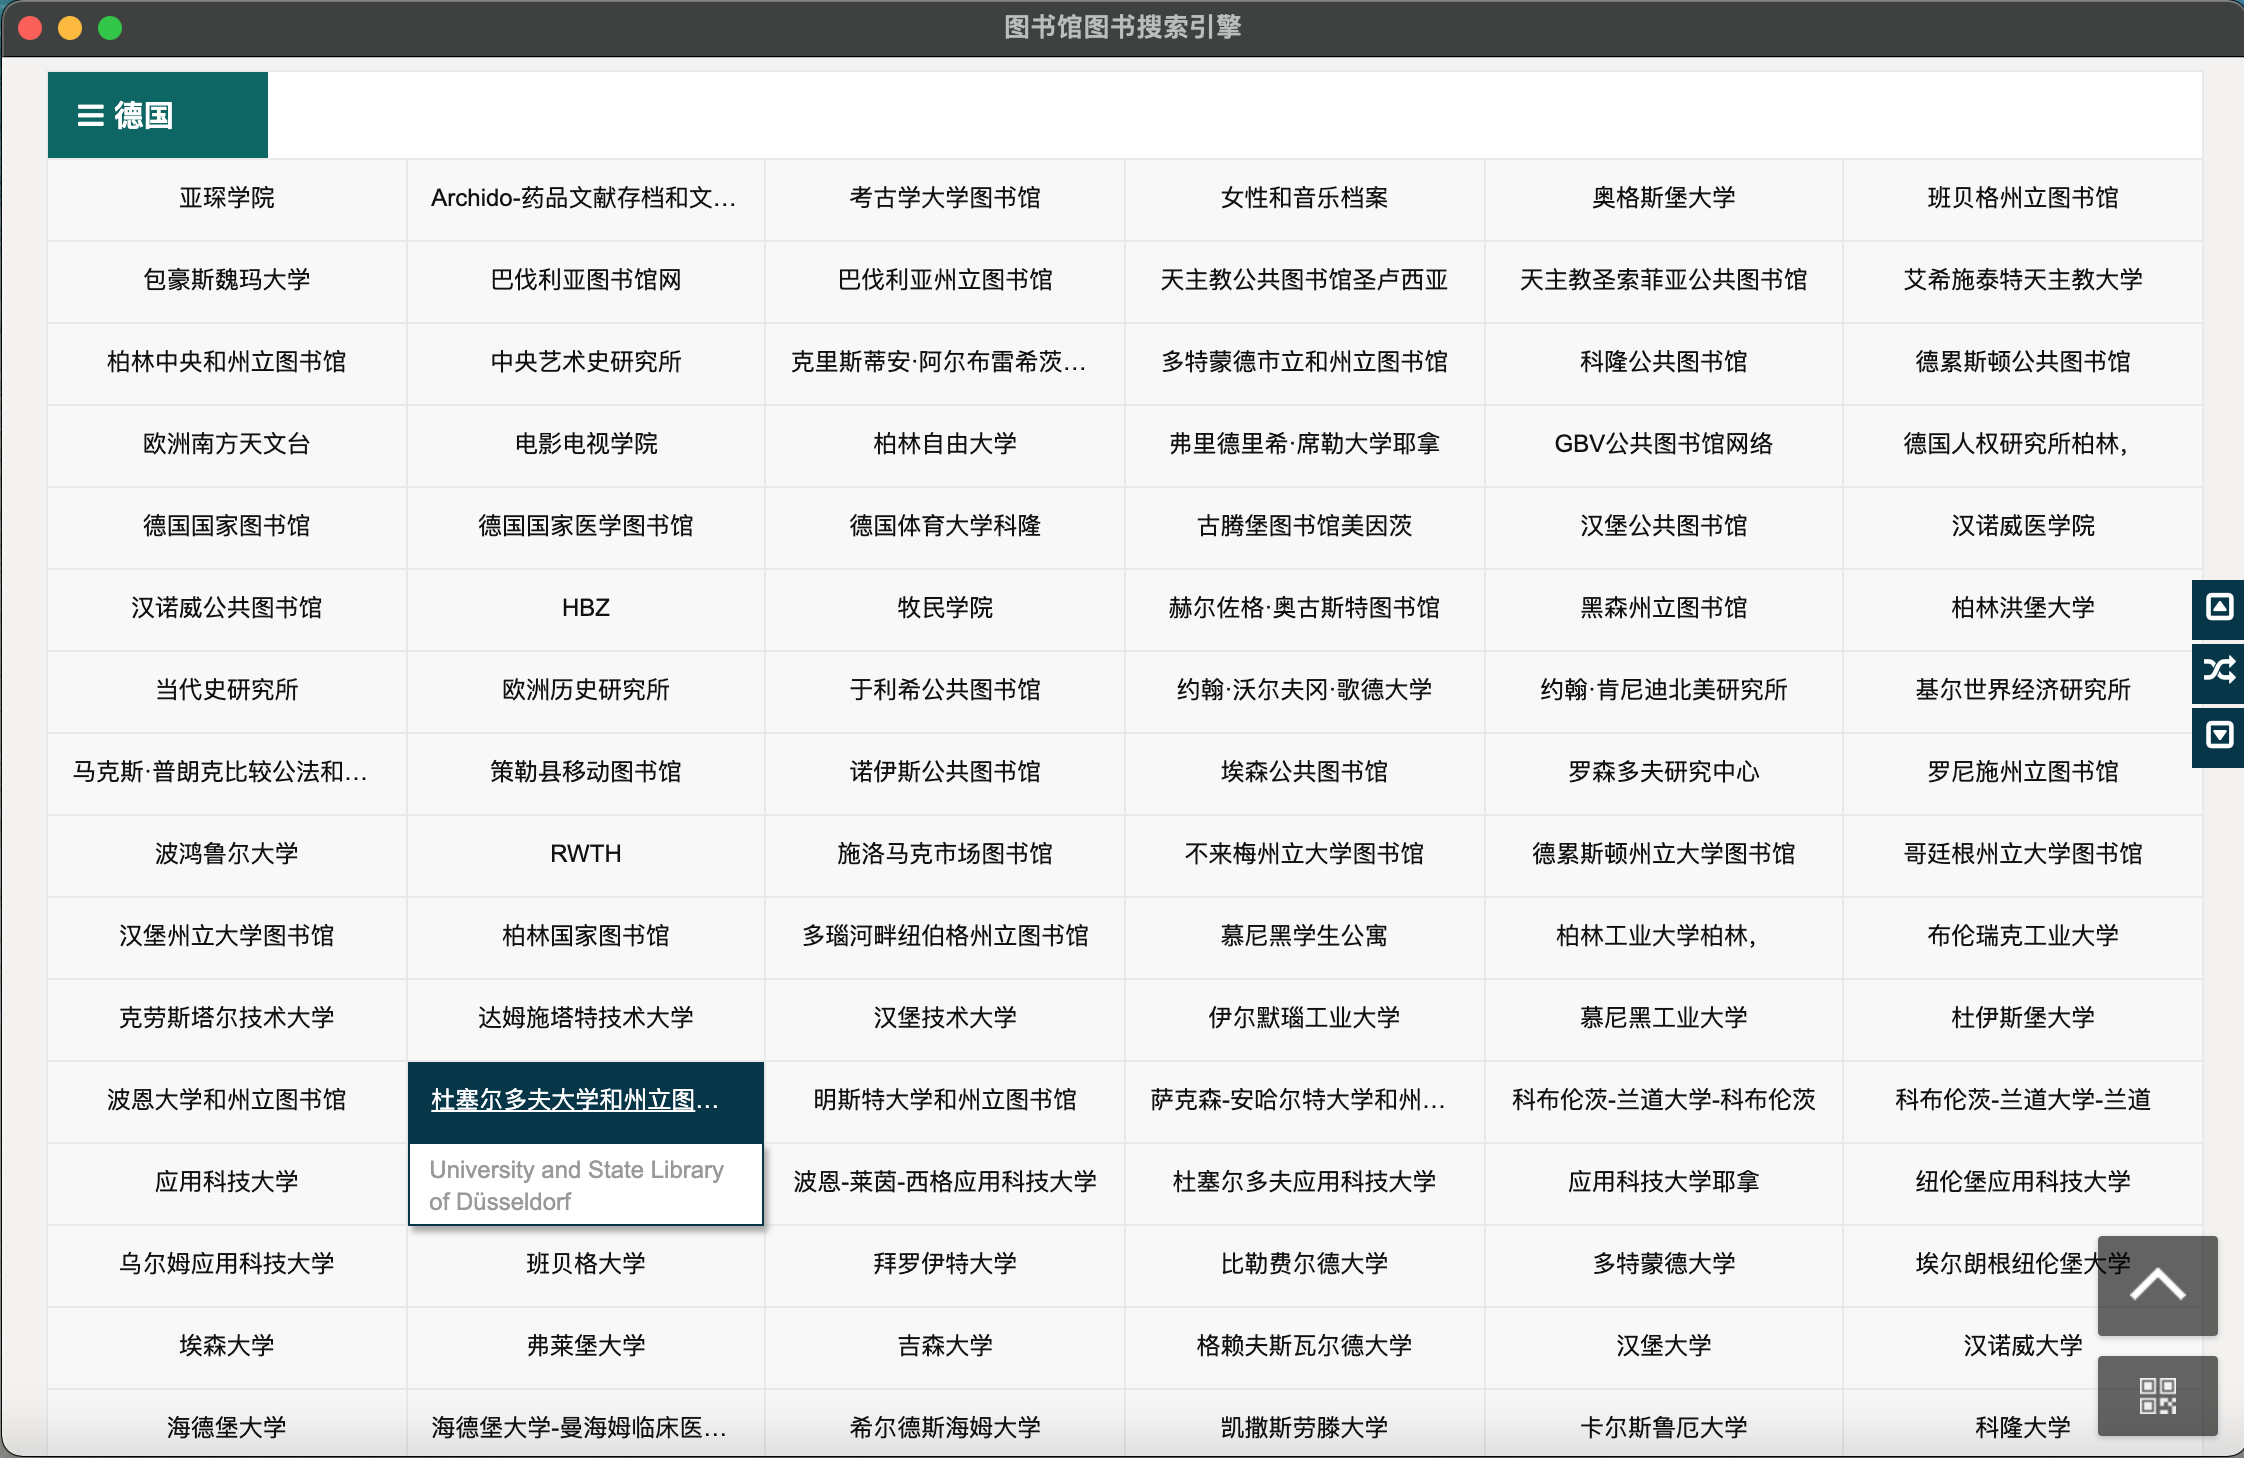 图书馆图书搜索引擎
德国
亚琛学院
Archido-药品文献存档和文…
考古学大学图书馆
女性和音乐档案
奥格斯堡大学
班贝格州立图书馆
包豪斯魏玛大学
巴伐利亚图书馆网
巴伐利亚州立图书馆
天主教公共图书馆圣卢西亚
天主教圣索菲亚公共图书馆
艾希施泰特天主教大学
柏林中央和州立图书馆
中央艺术史研究所
克里斯蒂安·阿尔布雷希茨…
多特蒙德市立和州立图书馆
科隆公共图书馆
德累斯顿公共图书馆
欧洲南方天文台
电影电视学院
柏林自由大学
弗里德里希·席勒大学耶拿
GBV公共图书馆网络
德国人权研究所柏林，
德国国家图书馆
德国国家医学图书馆
德国体育大学科隆
古腾堡图书馆美因茨
汉堡公共图书馆
汉诺威医学院
汉诺威公共图书馆
HBZ
牧民学院
赫尔佐格·奥古斯特图书馆
黑森州立图书馆
柏林洪堡大学
当代史研究所
欧洲历史研究所
于利希公共图书馆
约翰·沃尔夫冈·歌德大学
约翰·肯尼迪北美研究所
基尔世界经济研究所
马克斯·普朗克比较公法和…
策勒县移动图书馆
诺伊斯公共图书馆
埃森公共图书馆
罗森多夫研究中心
罗尼施州立图书馆
波鸿鲁尔大学
RWTH
施洛马克市场图书馆
不来梅州立大学图书馆
德累斯顿州立大学图书馆
哥廷根州立大学图书馆
汉堡州立大学图书馆
柏林国家图书馆
多瑙河畔纽伯格州立图书馆
慕尼黑学生公寓
柏林工业大学柏林，
布伦瑞克工业大学
克劳斯塔尔技术大学
达姆施塔特技术大学
汉堡技术大学
伊尔默瑙工业大学
慕尼黑工业大学
杜伊斯堡大学
波恩大学和州立图书馆
杜塞尔多夫大学和州立图…
明斯特大学和州立图书馆
萨克森-安哈尔特大学和州…
科布伦茨-兰道大学-科布伦茨
科布伦茨-兰道大学-兰道
应用科技大学
University and State Library
of Düsseldorf
波恩-莱茵-西格应用科技大学
杜塞尔多夫应用科技大学
应用科技大学耶拿
纽伦堡应用科技大学
乌尔姆应用科技大学
班贝格大学
拜罗伊特大学
比勒费尔德大学
多特蒙德大学
埃尔朗根纽伦堡大学
埃森大学
弗莱堡大学
吉森大学
格赖夫斯瓦尔德大学
汉堡大学
汉诺威大学
海德堡大学
海德堡大学-曼海姆临床医…
希尔德斯海姆大学
凯撒斯劳滕大学
卡尔斯鲁厄大学
科隆大学